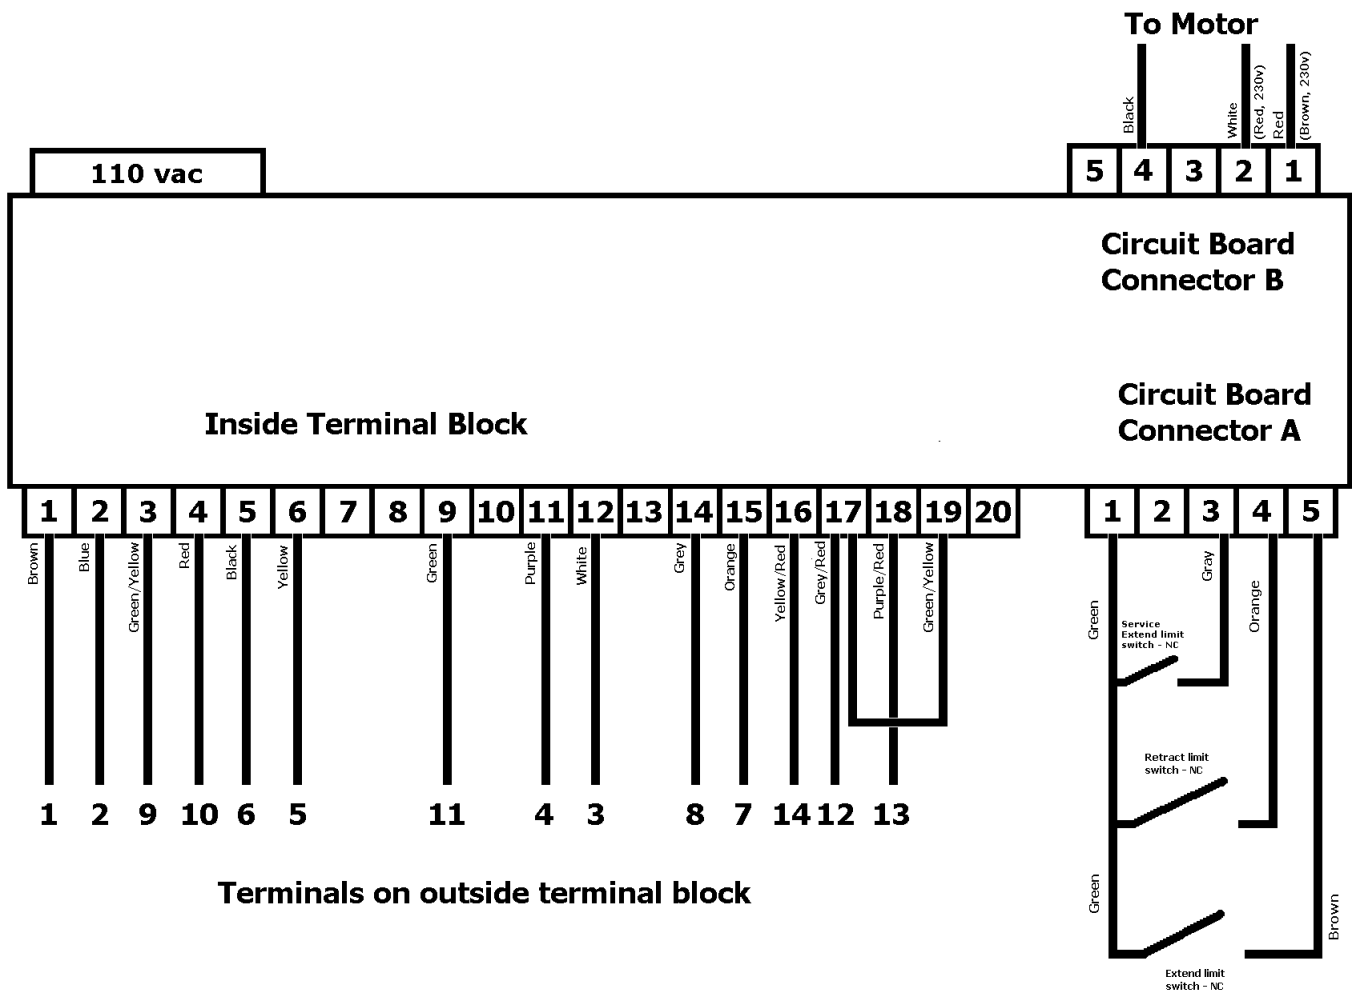 To Motor
Black
White
(Red, 230v)
Red
(Brown, 230v)
110 vac
5 4 3 2 1
Circuit Board
Connector B
Circuit Board
Connector A
Inside Terminal Block
1 2 3 4 5 6 7 8 9 10 11 12 13 14 15 16 17 18 19 20
1 2 3 4 5
Brown
Blue
Green/Yellow
Red
Black
Yellow
Green
Purple
White
Grey
Orange
Yellow/Red
Grey/Red
Purple/Red
Green/Yellow
Green
Gray
Orange
Service
Extend limit
switch - NC
Retract limit
switch - NC
1 2 9 10 6 5 11 4 3 8 7 14 12 13
Terminals on outside terminal block
Green
Brown
Extend limit
switch - NC